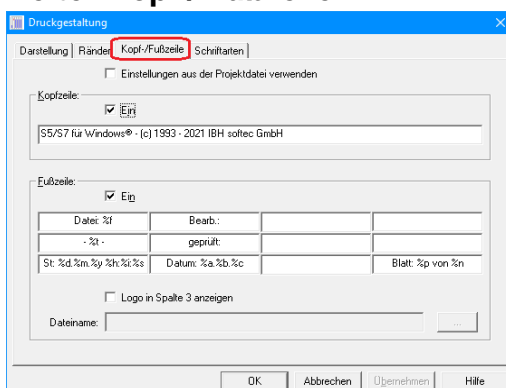 Druckgestaltung
Darstellung Ränder Kopf-/Fußzeile Schriftarten
Einstellungen aus der Projektdatei verwenden
Kopfzeile:
Ein
S5/S7 für Windows® - (c) 1993 - 2021 IBH softec GmbH
Fußzeile:
Ein
Datei: %f Bearb.:
- %t - geprüft:
St: %d.%m.%y %h:%i:%s Datum: %a.%b.%c Blatt: %p von %n
Logo in Spalte 3 anzeigen
Dateiname: ...
OK Abbrechen Übernehmen Hilfe